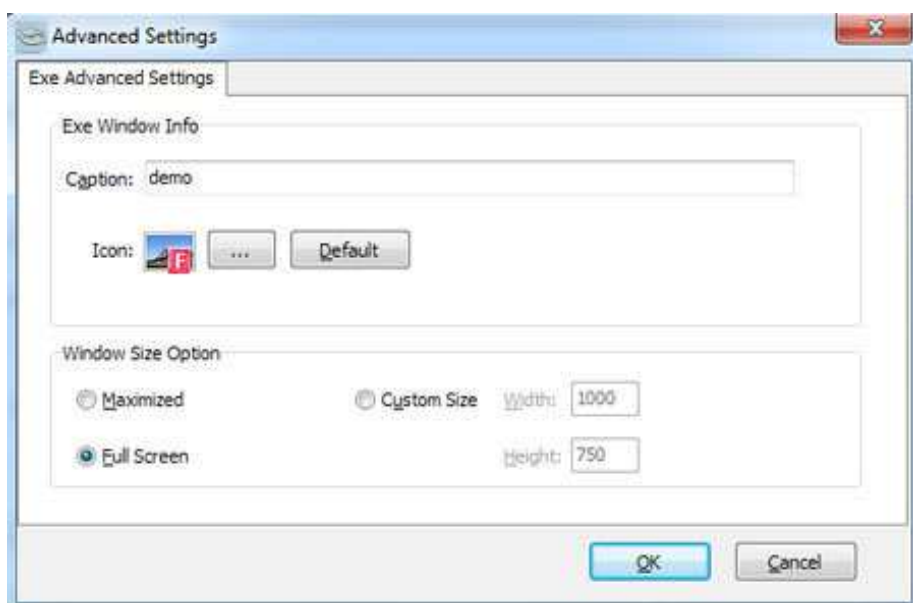 Advanced Settings
Exe Advanced Settings
Exe Window Info
Caption: demo
Icon: F ... Default
Window Size Option
Maximized Custom Size Width: 1000
Full Screen Height: 750
OK Cancel